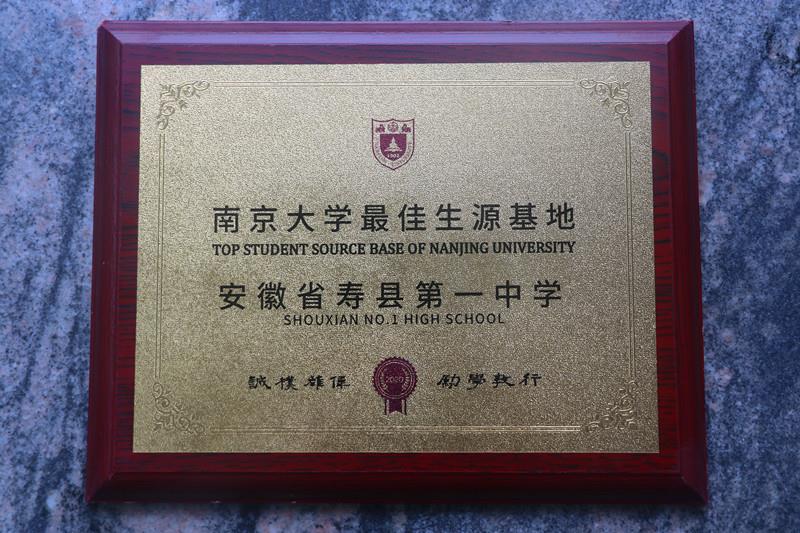 南京大学最佳生源基地
TOP STUDENT SOURCE BASE OF NANJING UNIVERSITY
安徽省寿县第一中学
SHOUXIAN NO.1 HIGH SCHOOL
誠樸雄偉 2020 勵學敦行